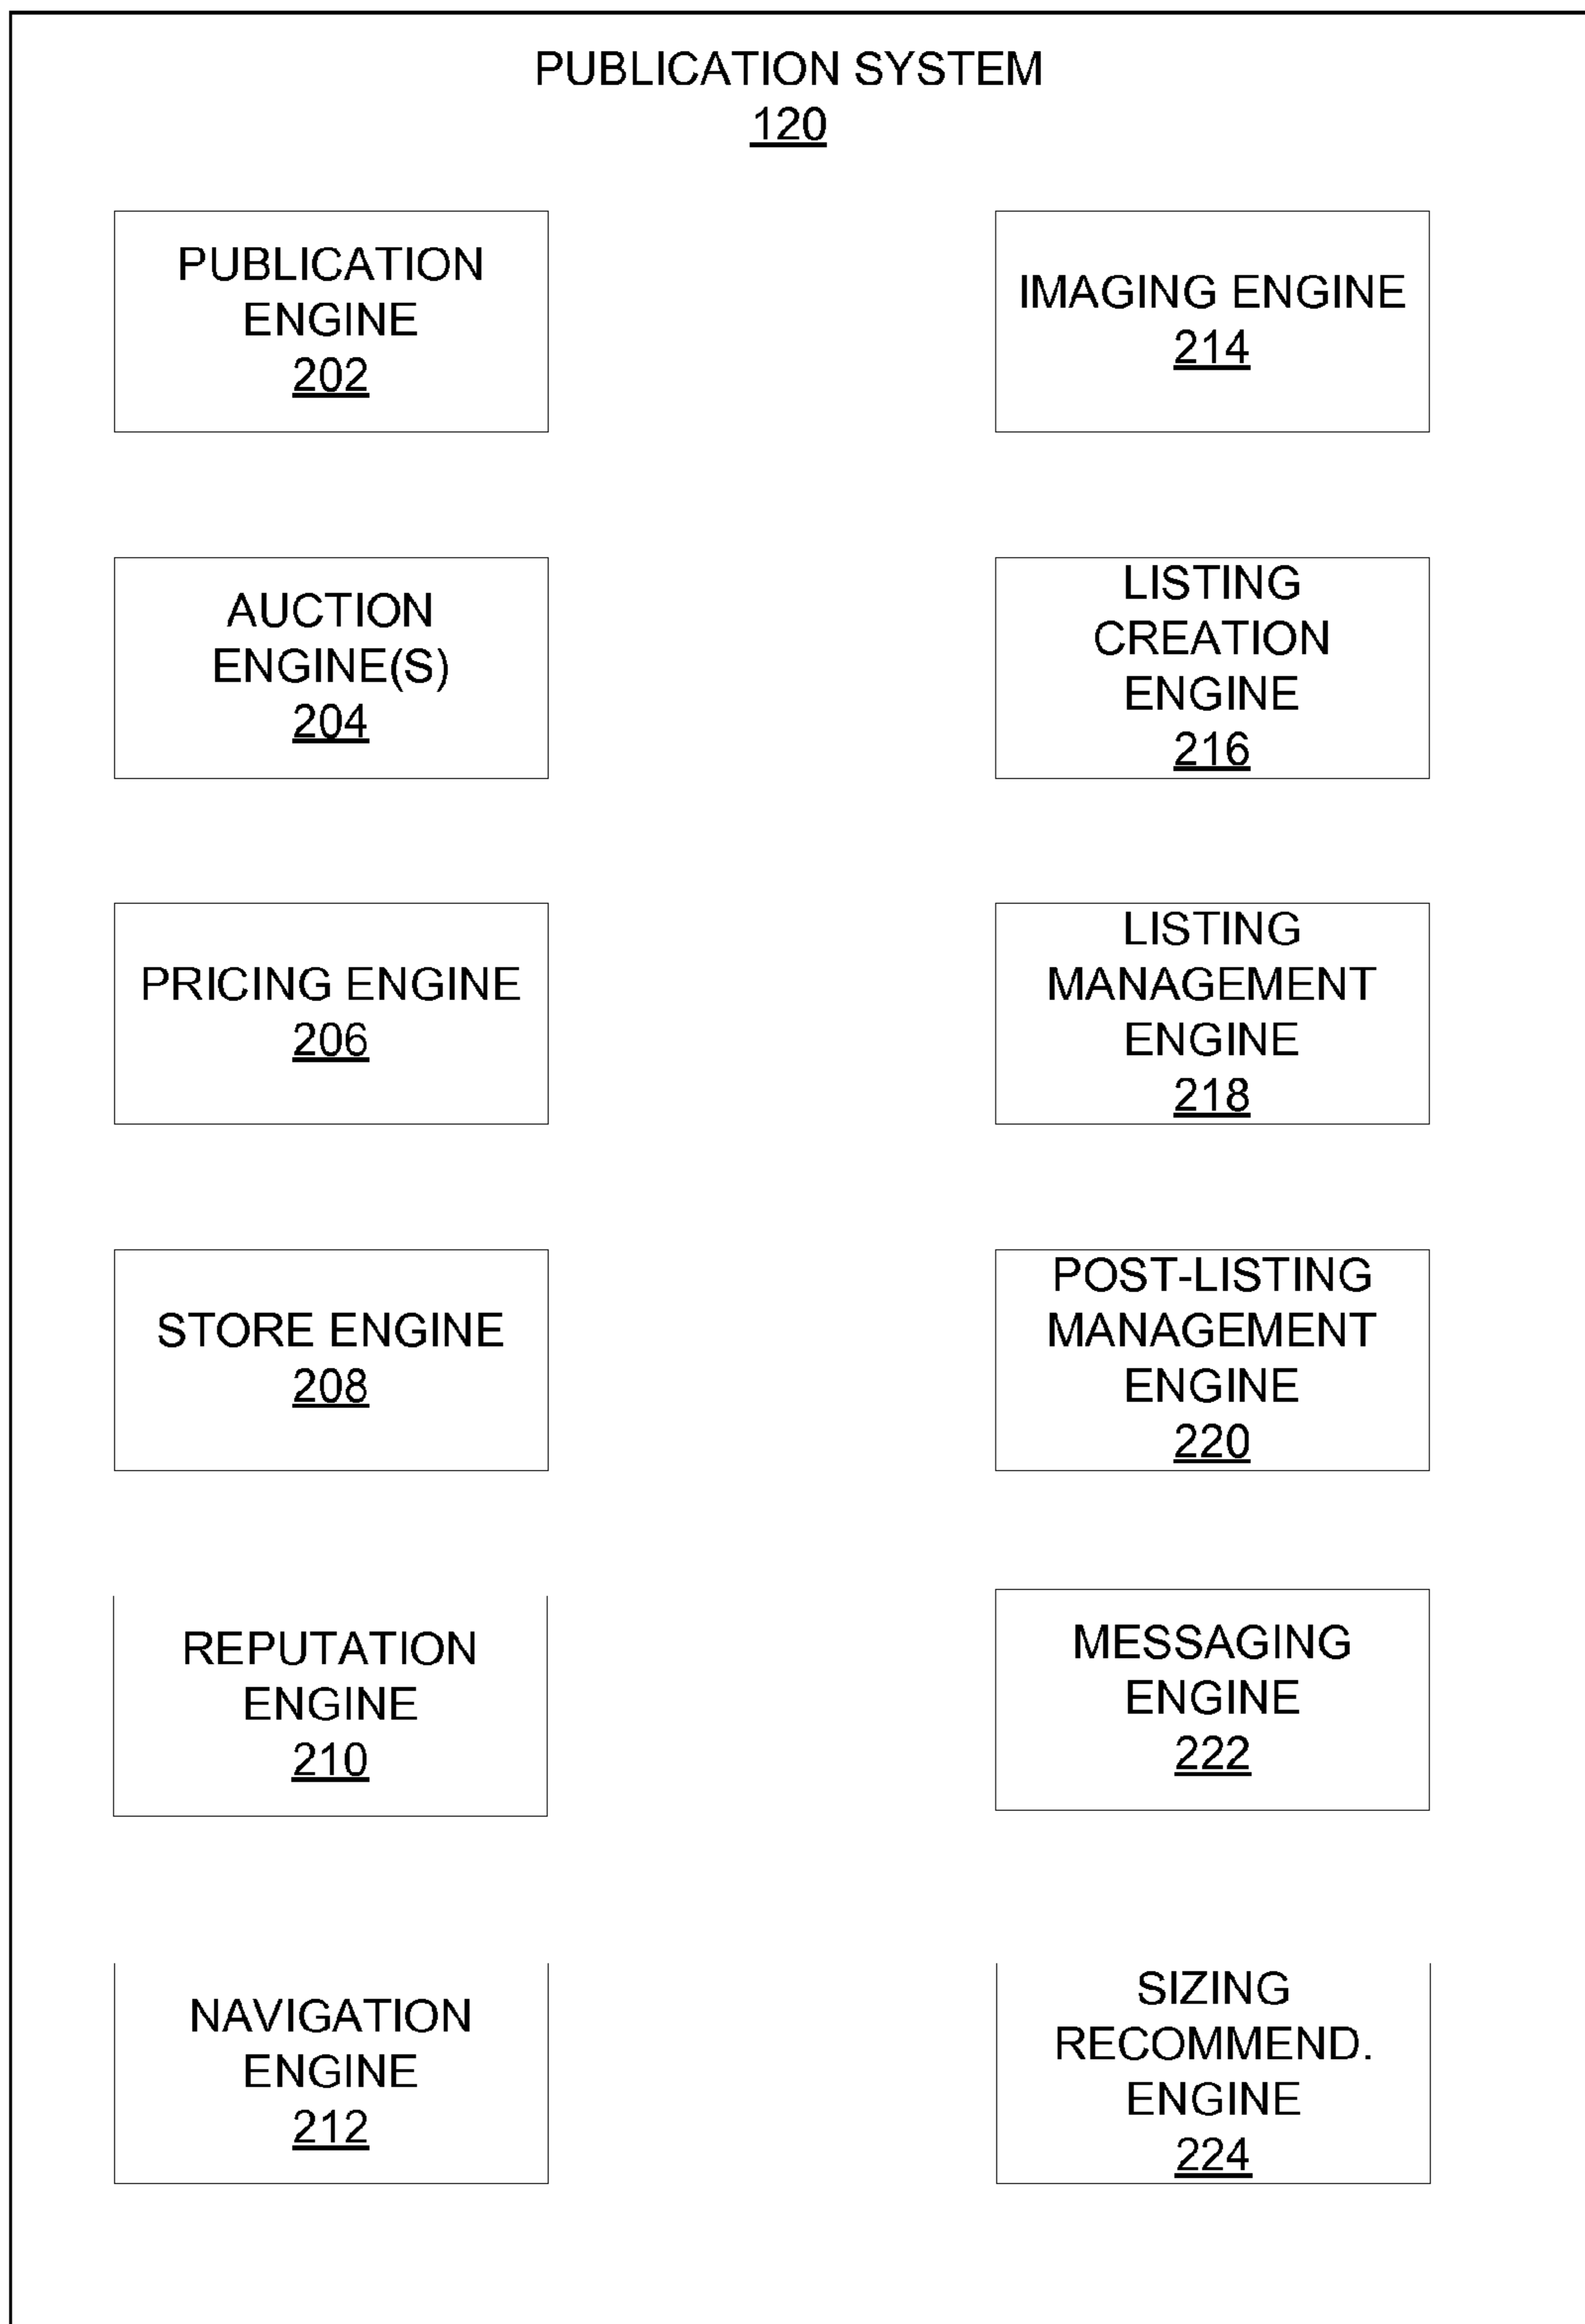 PUBLICATION SYSTEM
120
PUBLICATION
ENGINE
202
IMAGING ENGINE
214
AUCTION
ENGINE(S)
204
LISTING
CREATION
ENGINE
216
PRICING ENGINE
206
LISTING
MANAGEMENT
ENGINE
218
STORE ENGINE
208
POST-LISTING
MANAGEMENT
ENGINE
220
REPUTATION
ENGINE
210
MESSAGING
ENGINE
222
NAVIGATION
ENGINE
212
SIZING
RECOMMEND.
ENGINE
224